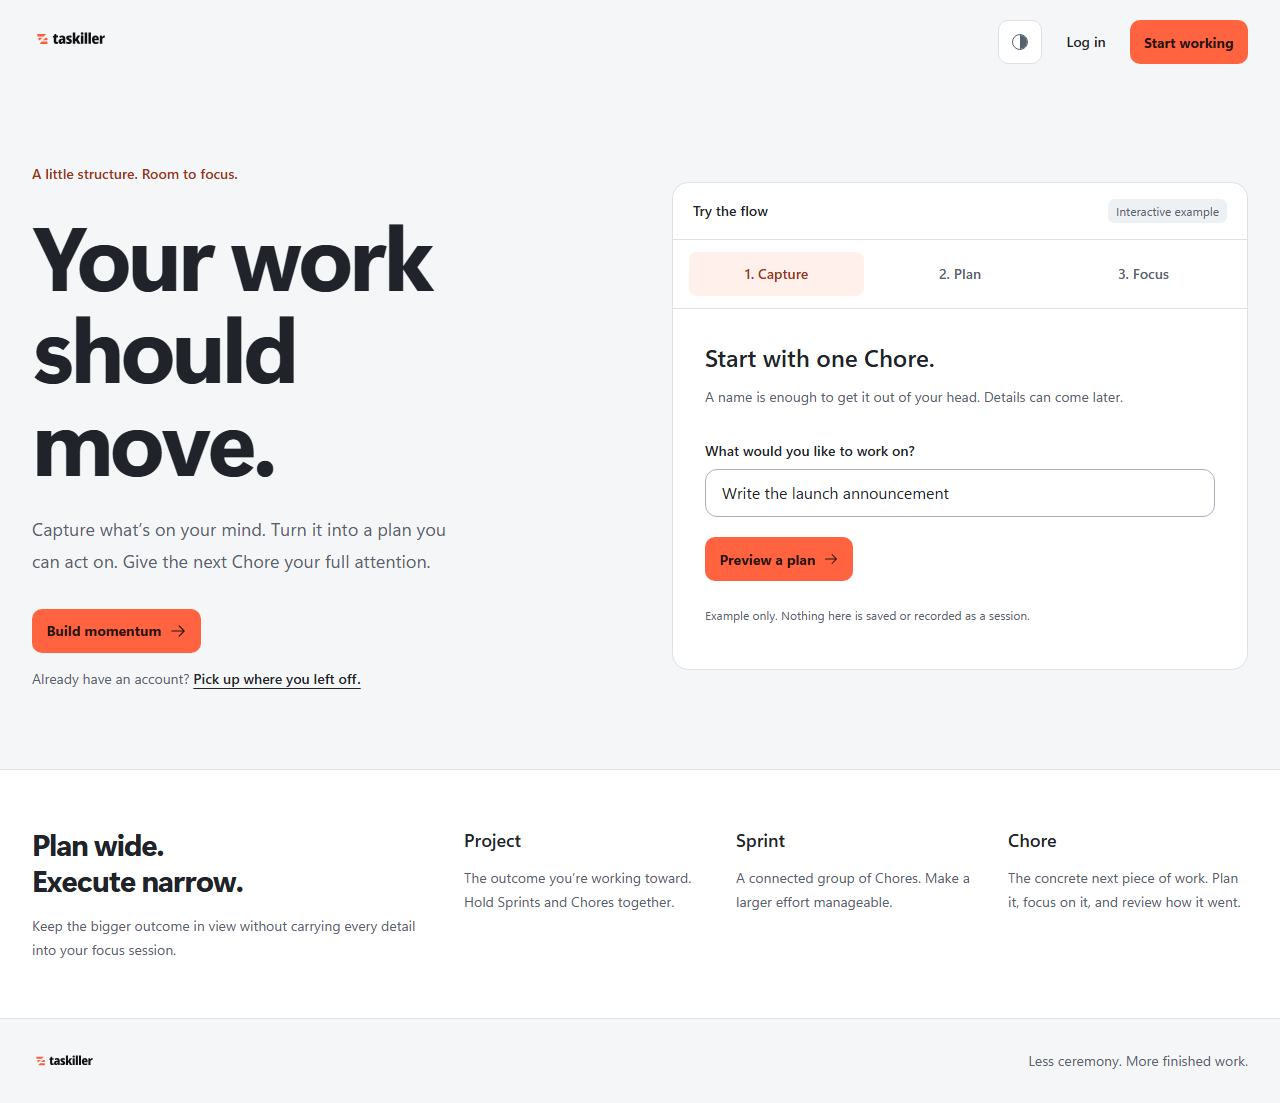 taskiller
Log in
Start working
A little structure. Room to focus.
Your work
should
move.
Capture what’s on your mind. Turn it into a plan you
can act on. Give the next Chore your full attention.
Build momentum
Already have an account? Pick up where you left off.
Try the flow
Interactive example
1. Capture
2. Plan
3. Focus
Start with one Chore.
A name is enough to get it out of your head. Details can come later.
What would you like to work on?
Write the launch announcement
Preview a plan
Example only. Nothing here is saved or recorded as a session.
Plan wide.
Execute narrow.
Keep the bigger outcome in view without carrying every detail
into your focus session.
Project
The outcome you’re working toward.
Hold Sprints and Chores together.
Sprint
A connected group of Chores. Make a
larger effort manageable.
Chore
The concrete next piece of work. Plan
it, focus on it, and review how it went.
taskiller
Less ceremony. More finished work.